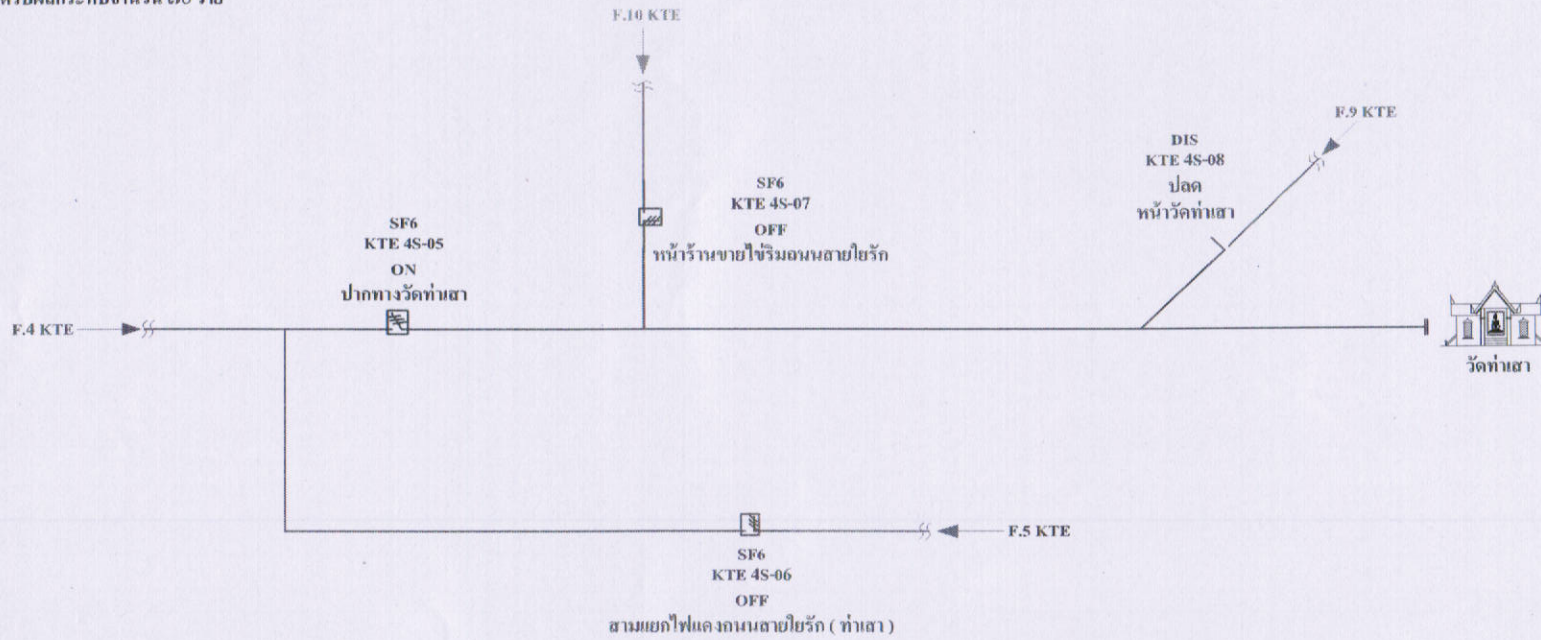 F.10 KTE
F.9 KTE
DIS
KTE 4S-08
ปลด
หน้าวัดท่าเสา
SF6
KTE 4S-07
OFF
หน้าร้านขายไข่ริมถนนสายใยรัก
SF6
KTE 4S-05
ON
ปากทางวัดท่าเสา
F.4 KTE
วัดท่าเสา
F.5 KTE
SF6
KTE 4S-06
OFF
สามแยกไฟแดงถนนสายใยรัก ( ท่าเสา )